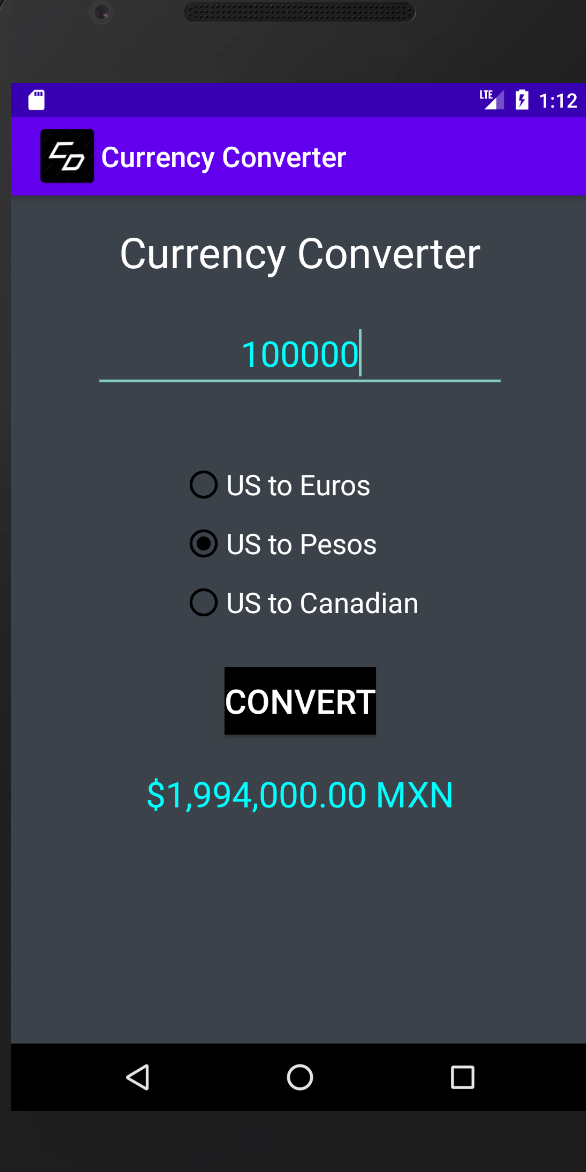 LTE 1:12
Currency Converter
Currency Converter
100000
US to Euros
US to Pesos
US to Canadian
CONVERT
$1,994,000.00 MXN